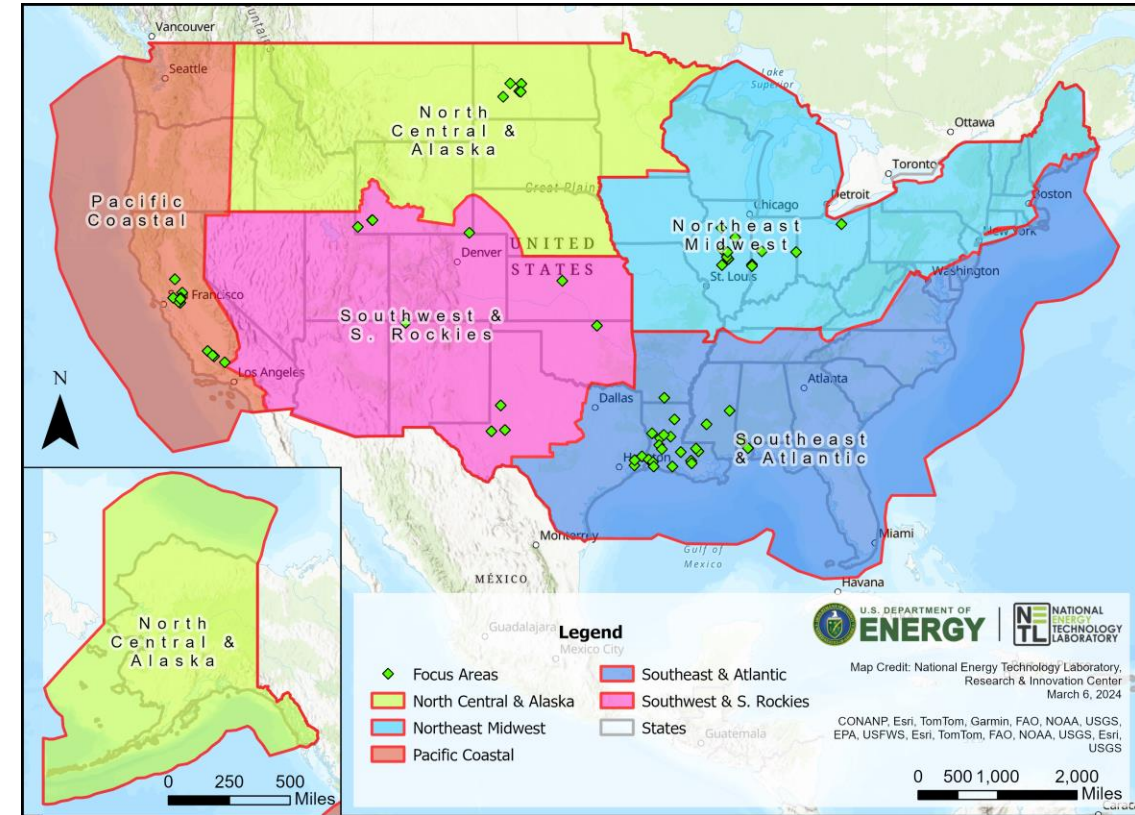 Vancouver
Seattle
Lake
Superior
Ottawa
Toronto
North
Central &
Alaska
Great Plain
Pacific
Coastal
Detroit
Boston
Chicago
Northeast
Midwest
New York
UNITED
STATES
Denver
St. Louis
Washington
Francisco
Southwest &
S. Rockies
Los Angeles
N
Dallas
Atlanta
Southeast
& Atlantic
Miami
Monterrey
Gulf of
Mexico
MÉXICO
Havana
North
Central &
Alaska
0 250 500
Miles
Guadalajara
Mexico City
Guatemala
Legend
Focus Areas
North Central & Alaska
Northeast Midwest
Pacific Coastal
Southeast & Atlantic
Southwest & S. Rockies
States
U.S. DEPARTMENT OF
ENERGY
NETL
NATIONAL
ENERGY
TECHNOLOGY
LABORATORY
Map Credit: National Energy Technology Laboratory,
Research & Innovation Center
March 6, 2024
CONANP, Esri, TomTom, Garmin, FAO, NOAA, USGS,
EPA, USFWS, Esri, TomTom, FAO, NOAA, USGS, Esri,
USGS
0 500 1,000 2,000
Miles